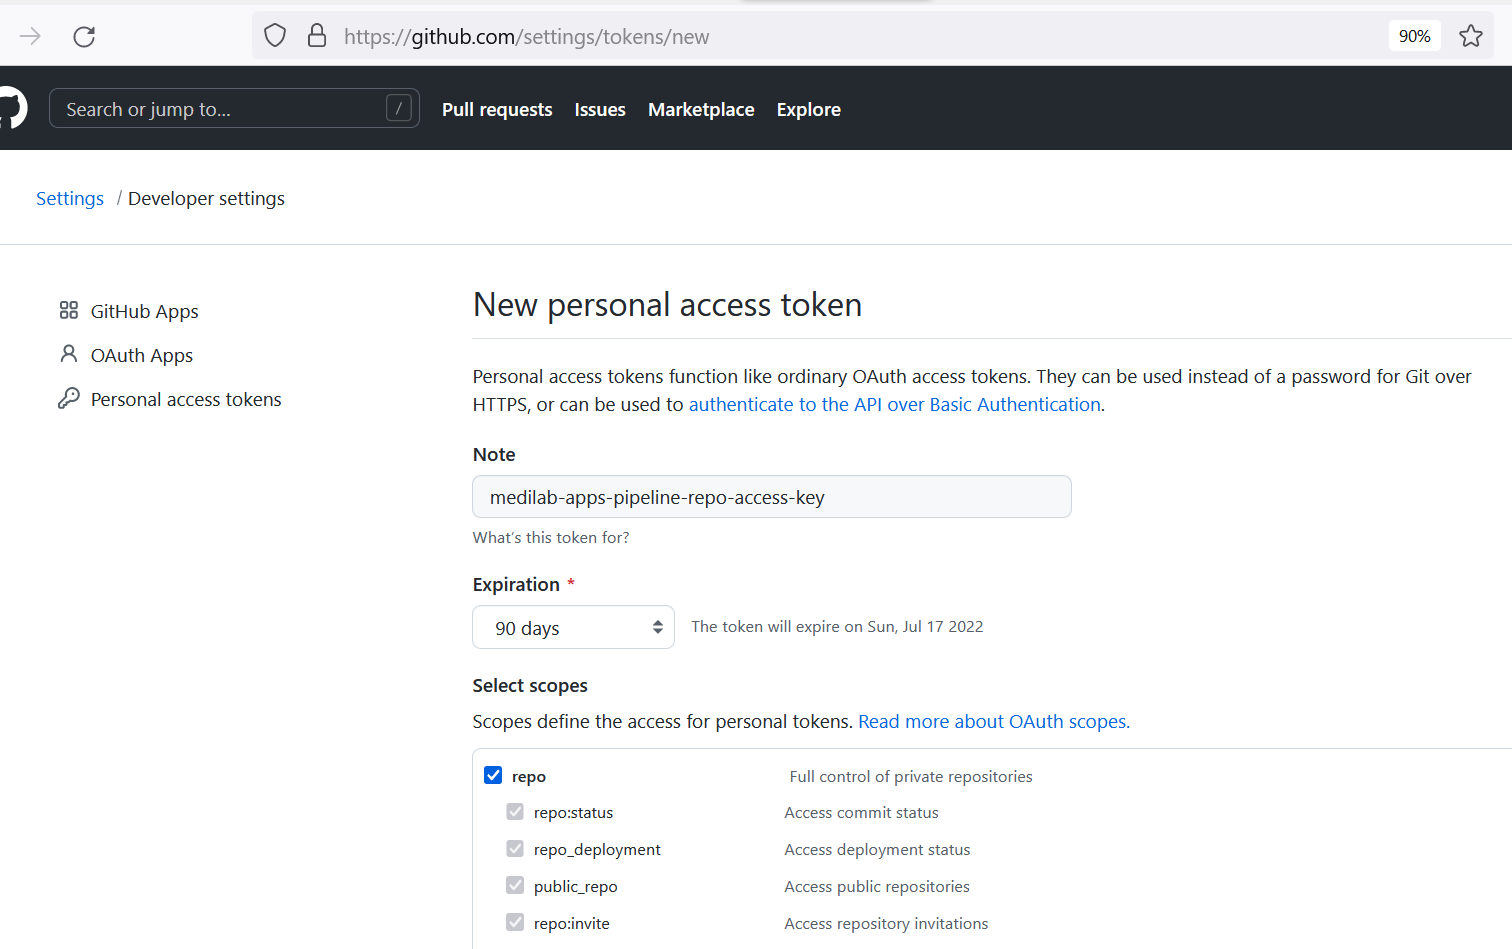 https://github.com/settings/tokens/new
90%
Search or jump to...
/
Pull requests
Issues
Marketplace
Explore
Settings / Developer settings
GitHub Apps
OAuth Apps
Personal access tokens
New personal access token
Personal access tokens function like ordinary OAuth access tokens. They can be used instead of a password for Git over
HTTPS, or can be used to authenticate to the API over Basic Authentication.
Note
medilab-apps-pipeline-repo-access-key
What's this token for?
Expiration *
90 days
The token will expire on Sun, Jul 17 2022
Select scopes
Scopes define the access for personal tokens. Read more about OAuth scopes.
repo Full control of private repositories
repo:status Access commit status
repo_deployment Access deployment status
public_repo Access public repositories
repo:invite Access repository invitations